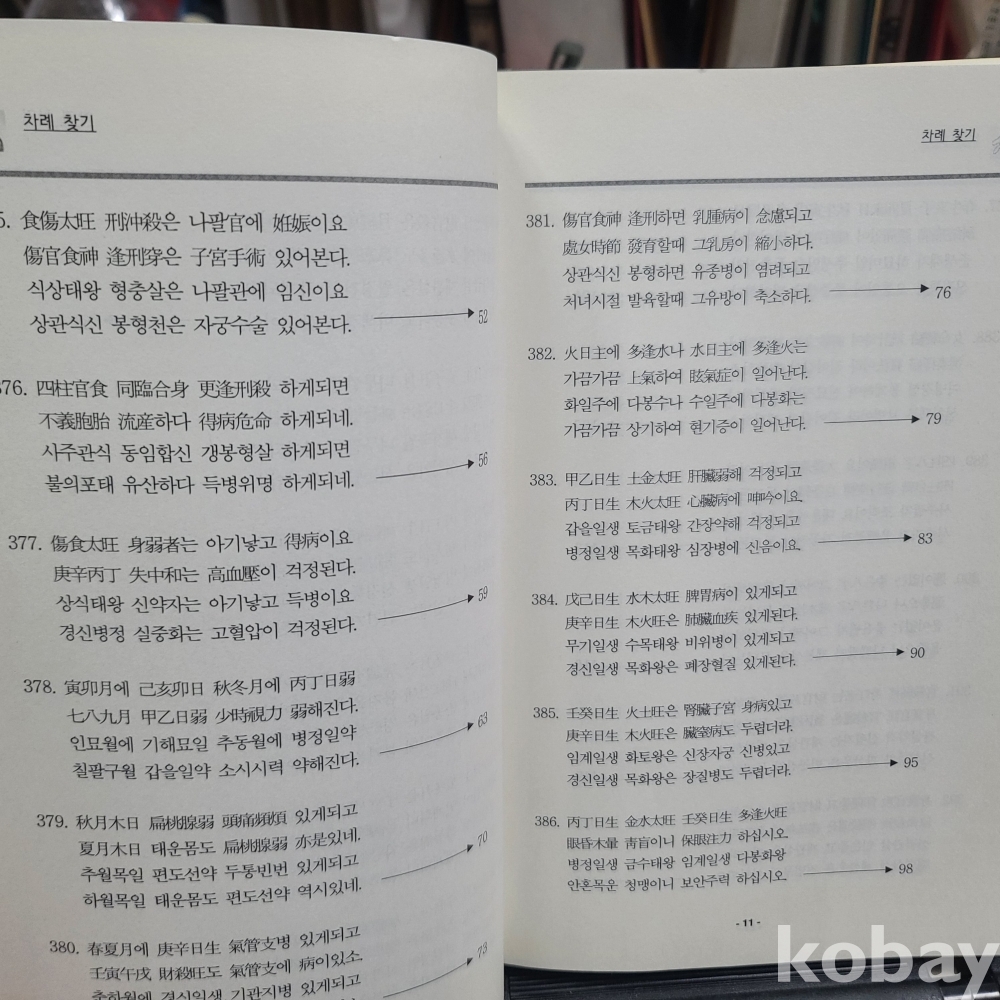 차례 찾기
5. 食傷太旺 刑沖殺은 나팔官에 姙娠이요
傷官食神 逢刑穿은 子宮手術 있어본다.
식상태왕 형충살은 나팔관에 임신이요
상관식신 봉형천은 자궁수술 있어본다.
52
376. 四柱官食 同臨合身 更逢刑殺 하게되면
不義胞胎 流産하다 得病危命 하게되네.
사주관식 동임합신 갱봉형살 하게되면
불의포태 유산하다 득병위명 하게되네.
56
377. 傷食太旺 身弱者는 아기낳고 得病이요
庚辛丙丁 失中和는 高血壓이 걱정된다.
상식태왕 신약자는 아기낳고 득병이요
경신병정 실중화는 고혈압이 걱정된다.
59
378. 寅卯月에 己亥卯日 秋冬月에 丙丁日弱
七八九月 甲乙日弱 少時視力 弱해진다.
인묘월에 기해묘일 추동월에 병정일약
칠팔구월 갑을일약 소시시력 약해진다.
63
379. 秋月木日 扁桃腺弱 頭痛頻煩 있게되고
夏月木日 태운몸도 扁桃腺弱 亦是있네.
추월목일 편도선약 두통빈번 있게되고
하월목일 태운몸도 편도선약 역시있네.
70
380. 春夏月에 庚辛日生 氣管支병 있게되고
壬寅午戌 財殺旺도 氣管支에 病이있소.
춘하월에 경신일생 기관지병 있게되고
73
차례 찾기
381. 傷官食神 逢刑하면 乳腫病이 念慮되고
處女時節 發育할때 그乳房이 縮小하다.
상관식신 봉형하면 유종병이 염려되고
처녀시절 발육할때 그유방이 축소하다.
76
382. 火日主에 多逢水나 水日主에 多逢火는
가끔가끔 上氣하여 眩氣症이 일어난다.
화일주에 다봉수나 수일주에 다봉화는
가끔가끔 상기하여 현기증이 일어난다.
79
383. 甲乙日生 土金太旺 肝臟弱해 걱정되고
丙丁日生 木火太旺 心臟病에 呻吟이요.
갑을일생 토금태왕 간장약해 걱정되고
병정일생 목화태왕 심장병에 신음이요.
83
384. 戊己日生 水木太旺 脾胃病이 있게되고
庚辛日生 木火旺은 肺臟血疾 있게된다.
무기일생 수목태왕 비위병이 있게되고
경신일생 목화왕은 폐장혈질 있게된다.
90
385. 壬癸日生 火土旺은 腎臟子宮 身病있고
庚辛日生 木火旺은 臟窒病도 두렵더라.
임계일생 화토왕은 신장자궁 신병있고
경신일생 목화왕은 장질병도 두렵더라.
95
386. 丙丁日生 金水太旺 壬癸日生 多逢火旺
眼昏木暈 靑盲이니 保眼注力 하십시오.
병정일생 금수태왕 임계일생 다봉화왕
안혼목운 청맹이니 보안주력 하십시오.
98
- 11 -
kobay